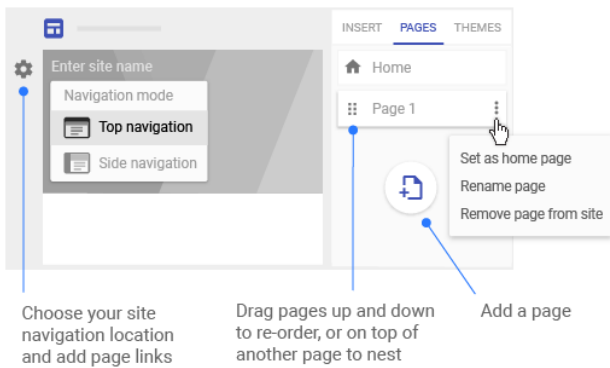 INSERT PAGES THEMES
Enter site name
Navigation mode
Top navigation
Side navigation
Home
Page 1
Set as home page
Rename page
Remove page from site
Choose your site
navigation location
and add page links
Drag pages up and down
to re-order, or on top of
another page to nest
Add a page